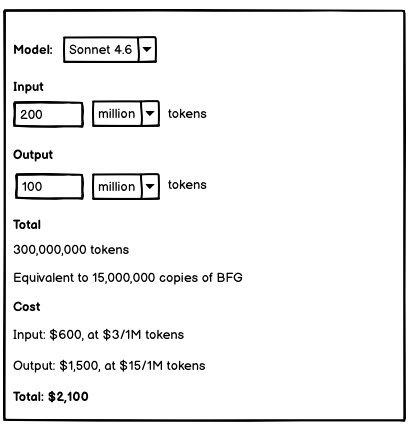 Model: Sonnet 4.6
Input
200 million tokens
Output
100 million tokens
Total
300,000,000 tokens
Equivalent to 15,000,000 copies of BFG
Cost
Input: $600, at $3/1M tokens
Output: $1,500, at $15/1M tokens
Total: $2,100